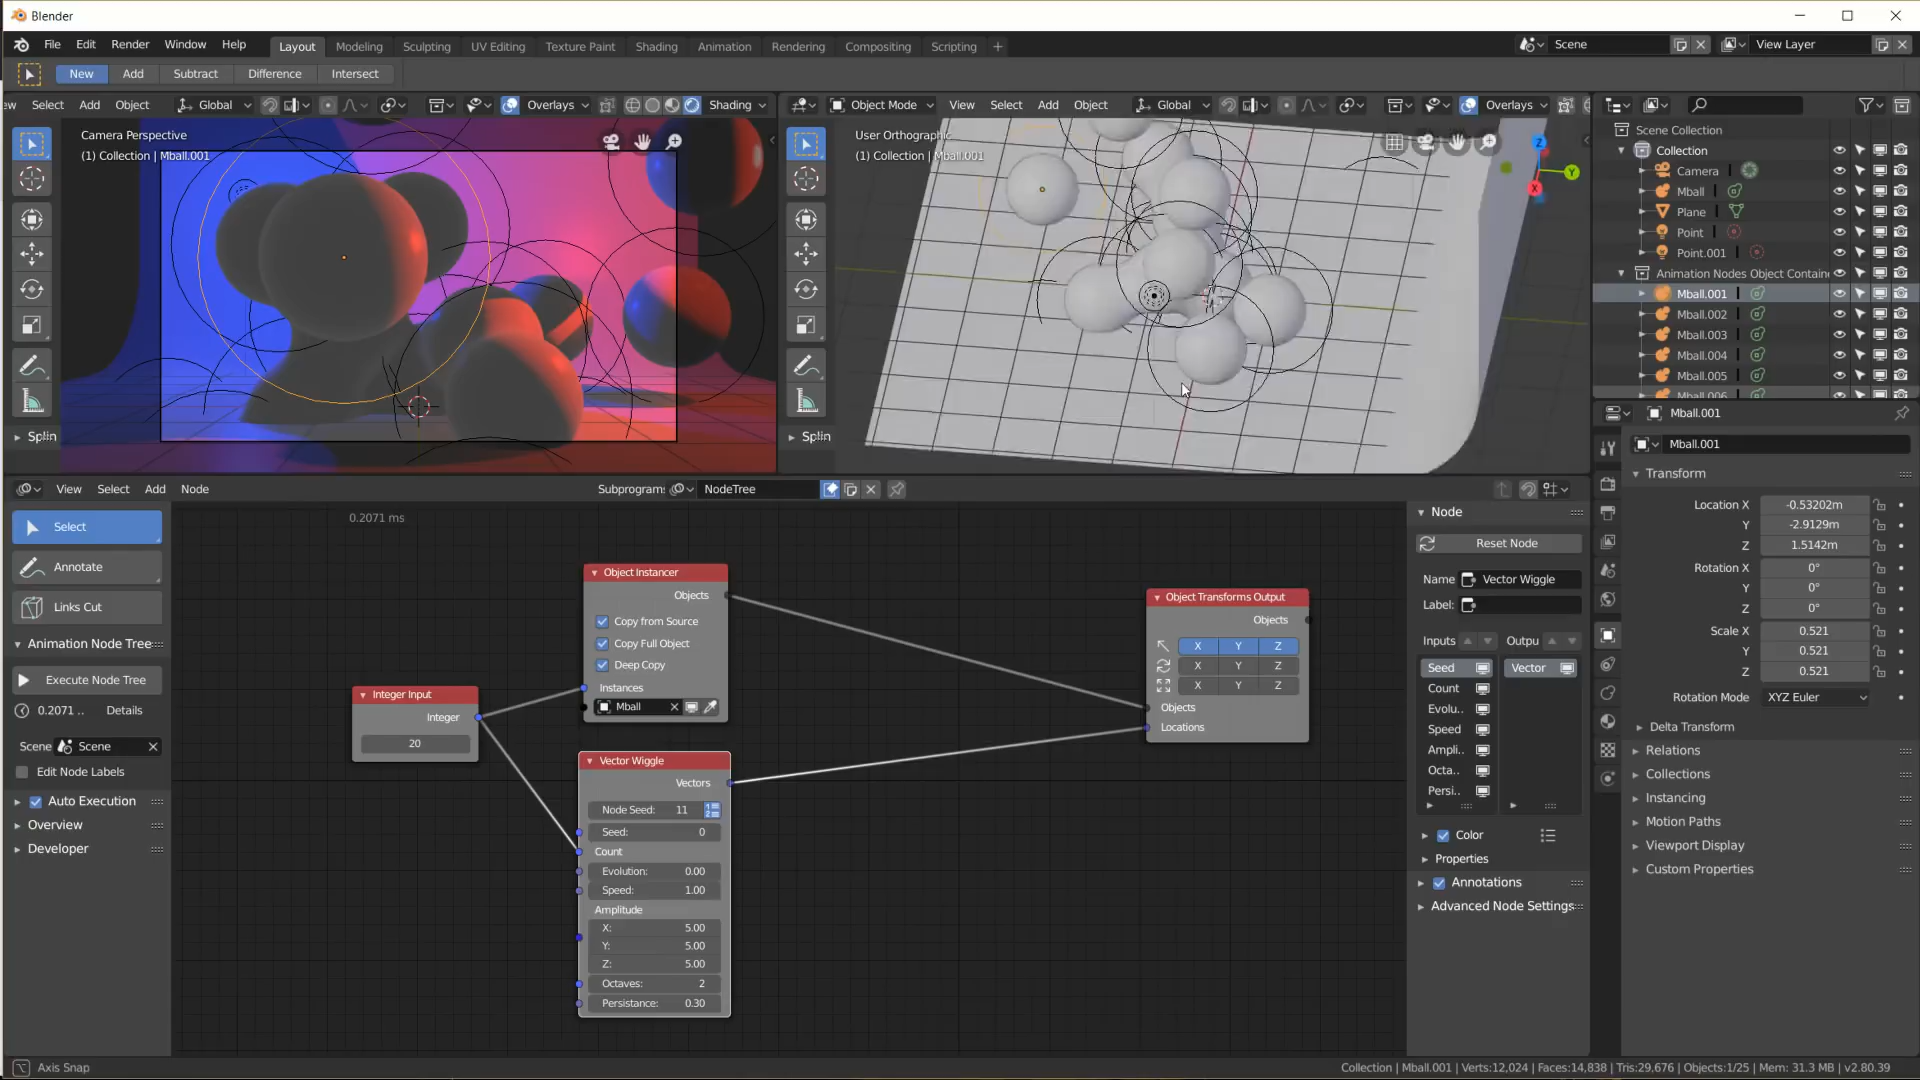 Blender
File Edit Render Window Help Layout Modeling Sculpting UV Editing Texture Paint Shading Animation Rendering Compositing Scripting + Scene View Layer
New Add Subtract Difference Intersect
ew Select Add Object Global Overlays Shading
Object Mode View Select Add Object Global Overlays
Camera Perspective
(1) Collection | Mball.001
Splin
User Orthographic
(1) Collection | Mball.001
Z
Y
X
Splin
Scene Collection
Collection
Camera
Mball
Plane
Point
Point.001
Animation Nodes Object Contain
Mball.001
Mball.002
Mball.003
Mball.004
Mball.005
Mball.006
Mball.001
Mball.001
Transform
Location X -0.53202m
Y -2.9129m
Z 1.5142m
Rotation X 0°
Y 0°
Z 0°
Scale X 0.521
Y 0.521
Z 0.521
Rotation Mode XYZ Euler
Delta Transform
Relations
Collections
Instancing
Motion Paths
Viewport Display
Custom Properties
View Select Add Node Subprogram: NodeTree
Select
Annotate
Links Cut
Animation Node Tree
Execute Node Tree
0.2071 .. Details
Scene Scene
Edit Node Labels
Auto Execution
Overview
Developer
0.2071 ms
Integer Input
Integer
20
Object Instancer
Objects
Copy from Source
Copy Full Object
Deep Copy
Instances
Mball
Vector Wiggle
Vectors
Node Seed: 11
Seed: 0
Count
Evolution: 0.00
Speed: 1.00
Amplitude
X: 5.00
Y: 5.00
Z: 5.00
Octaves: 2
Persistance: 0.30
Object Transforms Output
Objects
X Y Z
X Y Z
X Y Z
Objects
Locations
Node
Reset Node
Name Vector Wiggle
Label:
Inputs Outpu
Seed Vector
Count
Evolu..
Speed
Ampli..
Octa..
Persi..
Color
Properties
Annotations
Advanced Node Settings
Axis Snap
Collection | Mball.001 | Verts:12,024 | Faces:14,838 | Tris:29,676 | Objects:1/25 | Mem: 31.3 MB | v2.80.39